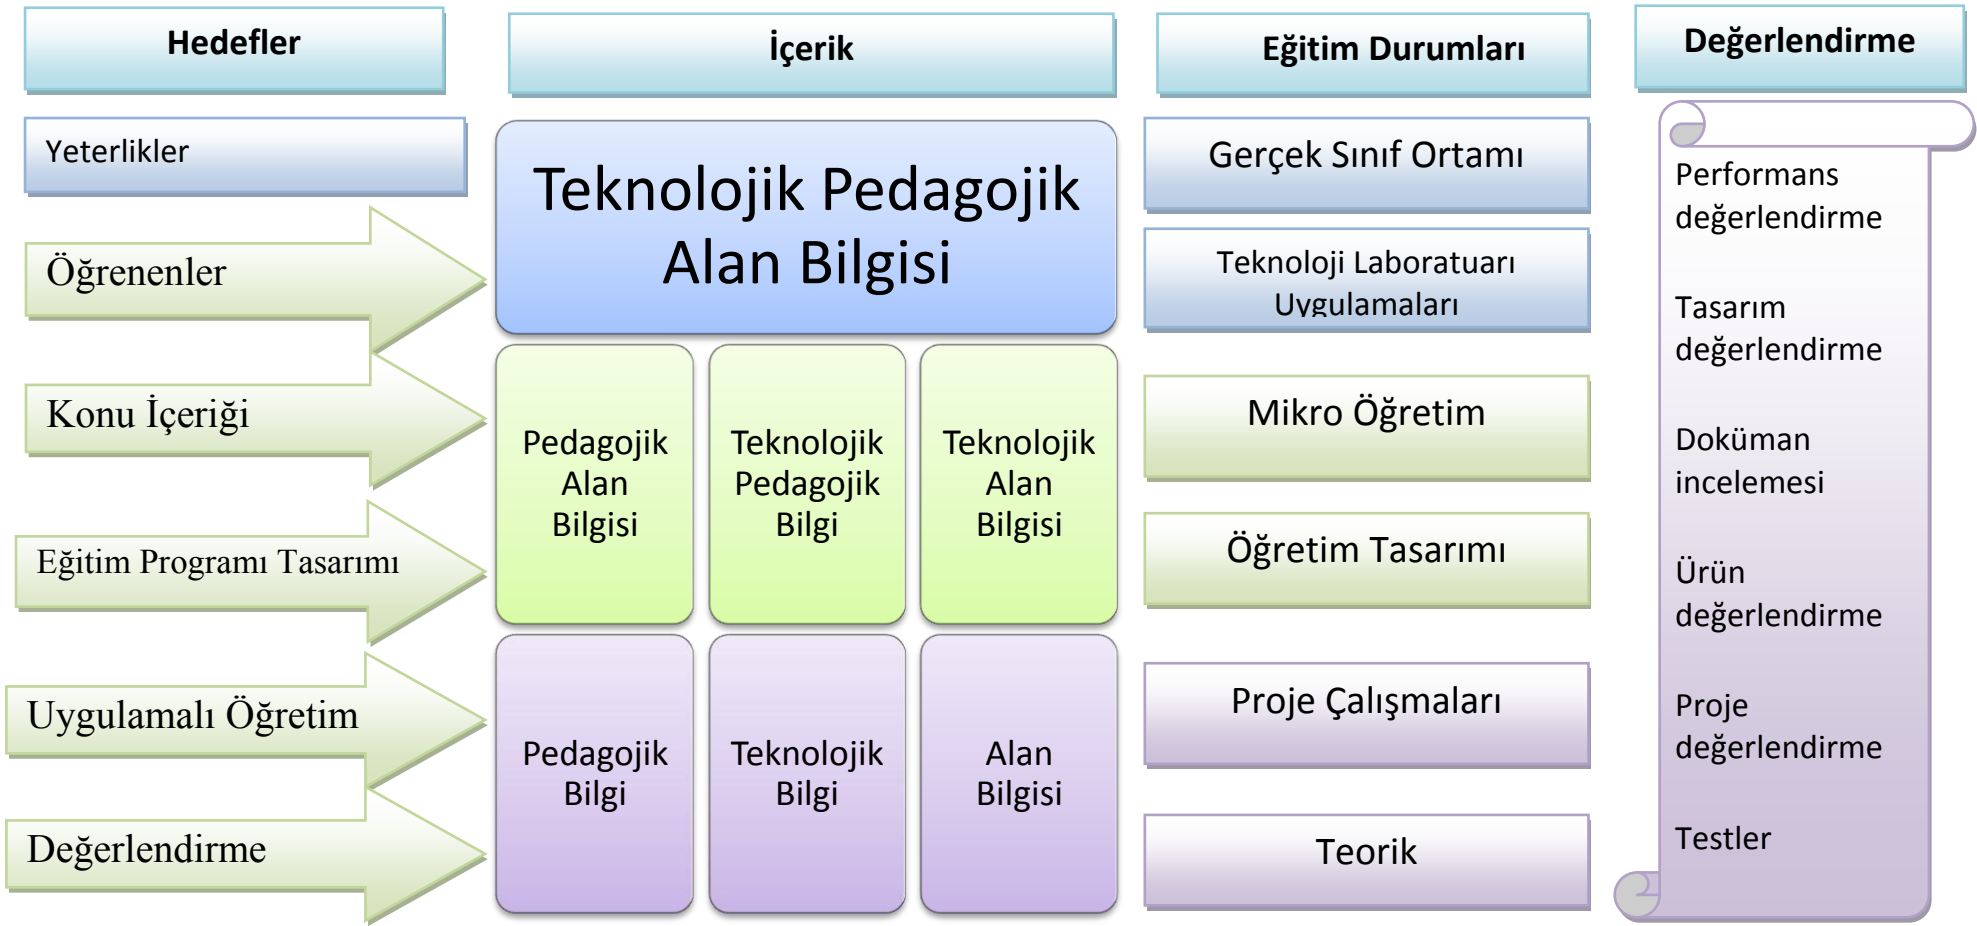 Hedefler
İçerik
Eğitim Durumları
Değerlendirme
Yeterlikler
Öğrenenler
Konu İçeriği
Eğitim Programı Tasarımı
Uygulamalı Öğretim
Değerlendirme
Teknolojik Pedagojik
Alan Bilgisi
Pedagojik
Alan
Bilgisi
Teknolojik
Pedagojik
Bilgi
Teknolojik
Alan
Bilgisi
Pedagojik
Bilgi
Teknolojik
Bilgi
Alan
Bilgisi
Gerçek Sınıf Ortamı
Teknoloji Laboratuarı
Uygulamaları
Mikro Öğretim
Öğretim Tasarımı
Proje Çalışmaları
Teorik
Performans
değerlendirme
Tasarım
değerlendirme
Doküman
incelemesi
Ürün
değerlendirme
Proje
değerlendirme
Testler